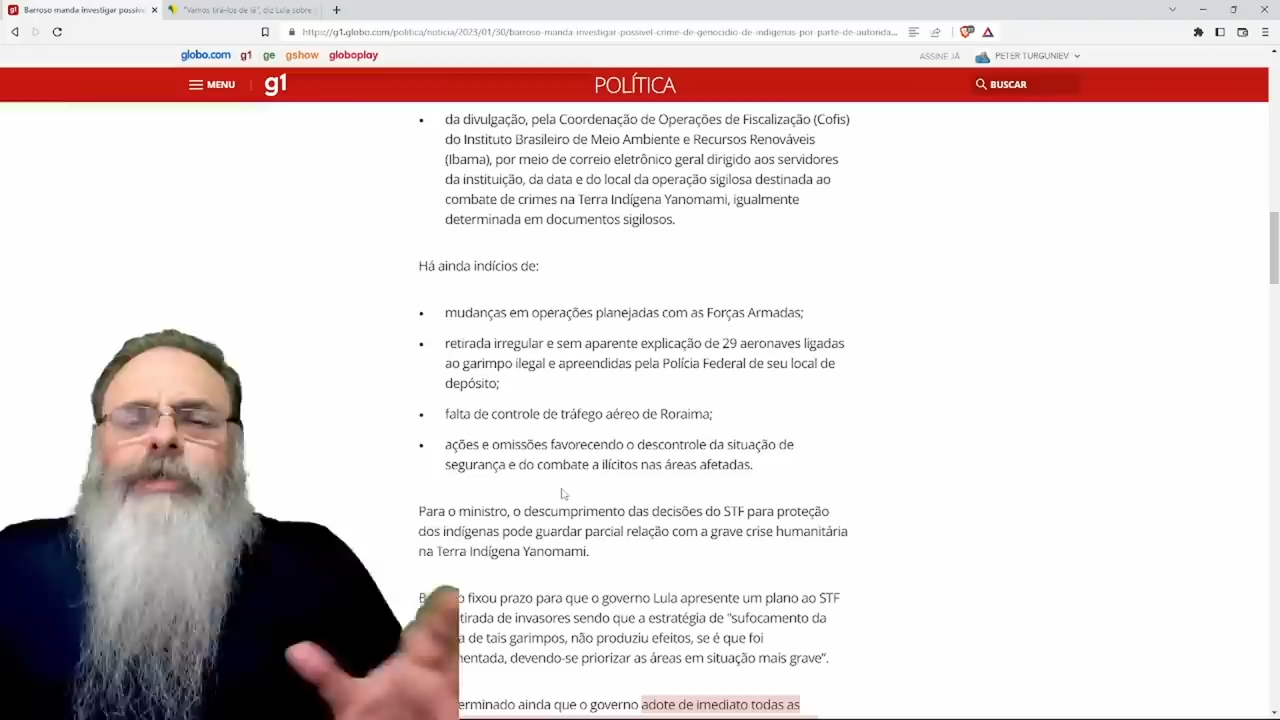 Barroso manda investigar possíve
"Vamos tirá-los de lá", diz Lula sobre
https://g1.globo.com/politica/noticia/2023/01/30/barroso-manda-investigar-possivel-crime-de-genocidio-de-indigenas-por-parte-de-autorida...
globo.com g1 ge gshow globoplay
ASSINE JÁ
PETER TURGUNIEV
MENU
g1
POLÍTICA
BUSCAR
• da divulgação, pela Coordenação de Operações de Fiscalização (Cofis)
do Instituto Brasileiro de Meio Ambiente e Recursos Renováveis
(Ibama), por meio de correio eletrônico geral dirigido aos servidores
da instituição, da data e do local da operação sigilosa destinada ao
combate de crimes na Terra Indígena Yanomami, igualmente
determinada em documentos sigilosos.
Há ainda indícios de:
• mudanças em operações planejadas com as Forças Armadas;
• retirada irregular e sem aparente explicação de 29 aeronaves ligadas
ao garimpo ilegal e apreendidas pela Polícia Federal de seu local de
depósito;
• falta de controle de tráfego aéreo de Roraima;
• ações e omissões favorecendo o descontrole da situação de
segurança e do combate a ilícitos nas áreas afetadas.
Para o ministro, o descumprimento das decisões do STF para proteção
dos indígenas pode guardar parcial relação com a grave crise humanitária
na Terra Indígena Yanomami.
fixou prazo para que o governo Lula apresente um plano ao STF
tirada de invasores sendo que a estratégia de "sufocamento da
de tais garimpos, não produziu efeitos, se é que foi
mentada, devendo-se priorizar as áreas em situação mais grave".
erminado ainda que o governo adote de imediato todas as